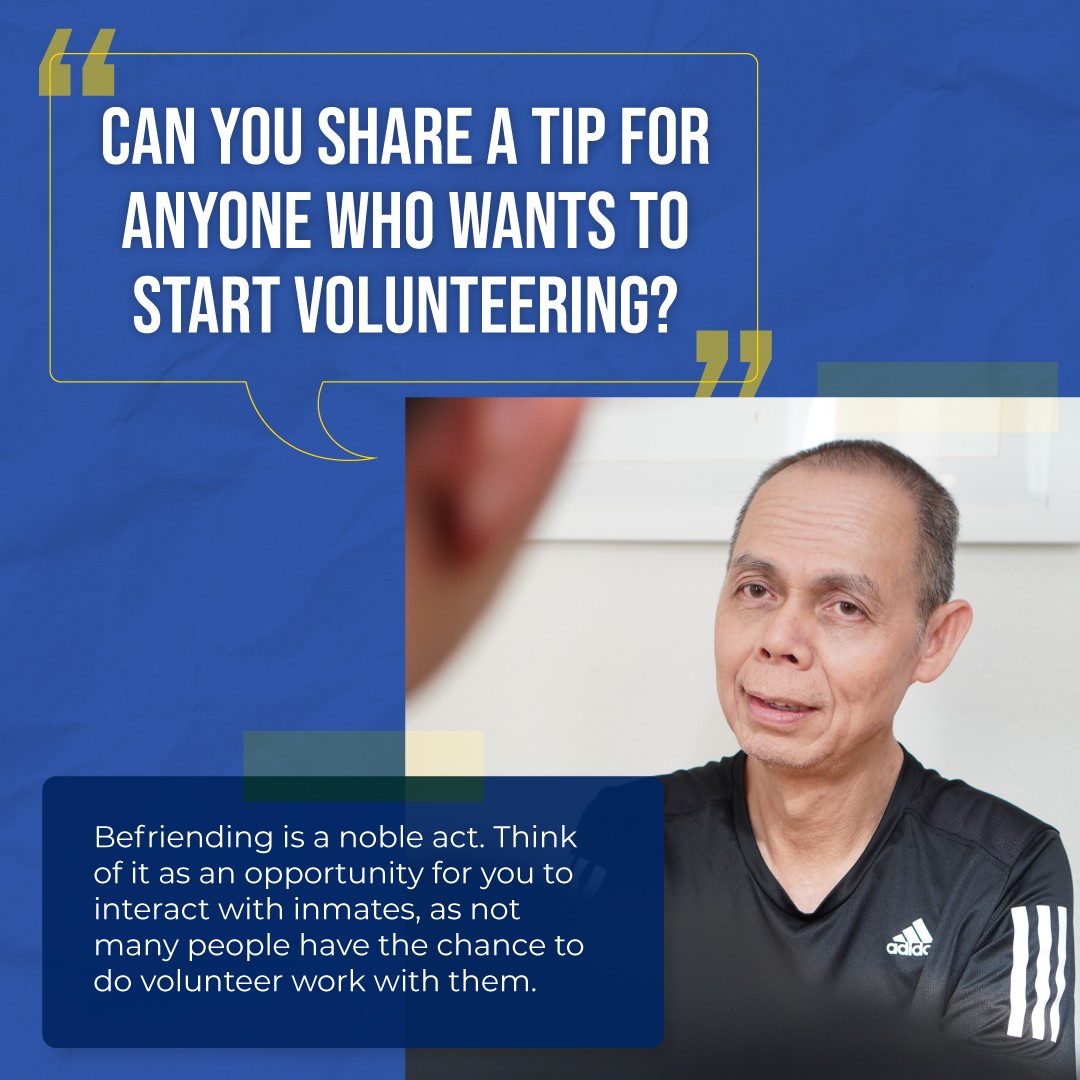 CAN YOU SHARE A TIP FOR
ANYONE WHO WANTS TO
START VOLUNTEERING?
Befriending is a noble act. Think
of it as an opportunity for you to
interact with inmates, as not
many people have the chance to
do volunteer work with them.
adidas